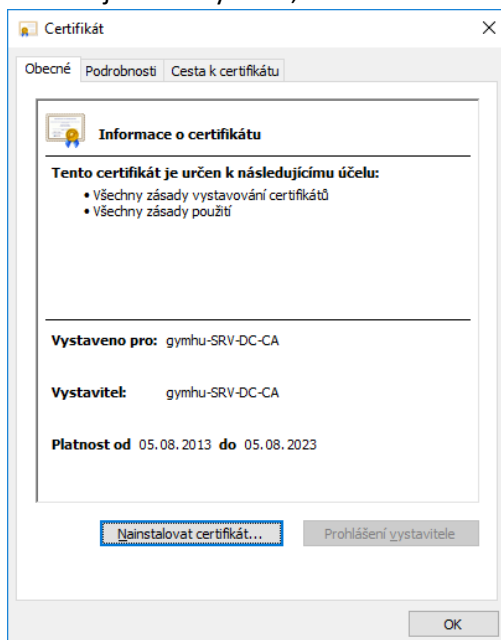 Certifikát
Obecné Podrobnosti Cesta k certifikátu
Informace o certifikátu
Tento certifikát je určen k následujícímu účelu:
• Všechny zásady vystavování certifikátů
• Všechny zásady použití
Vystaveno pro: gymhu-SRV-DC-CA
Vystavitel: gymhu-SRV-DC-CA
Platnost od 05.08.2013 do 05.08.2023
Nainstalovat certifikát... Prohlášení vystavitele
OK